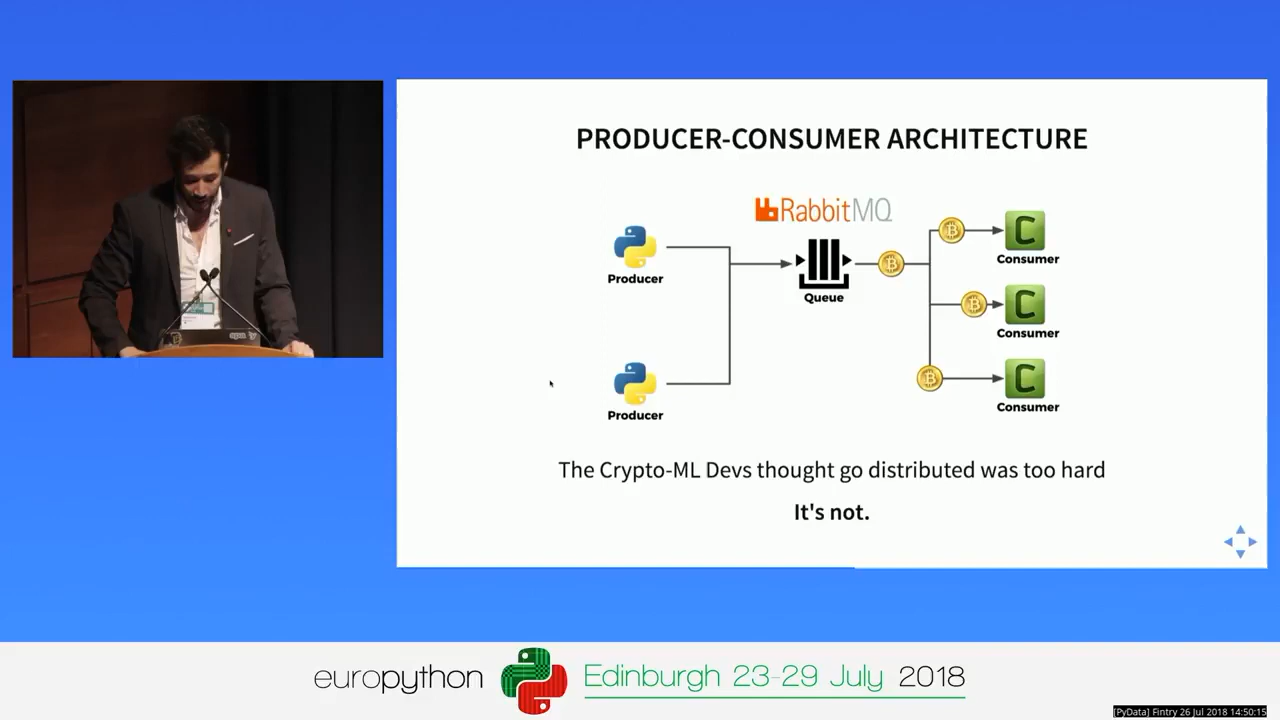 PRODUCER-CONSUMER ARCHITECTURE
RabbitMQ
Producer
Queue
Consumer
Consumer
Producer
Consumer
The Crypto-ML Devs thought go distributed was too hard
It's not.
europython
Edinburgh 23-29 July 2018
[PyData] Fintry 26 Jul 2018 14:50:15